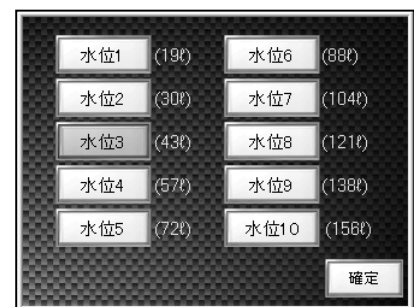 水位1 (19ℓ) 水位6 (88ℓ)
水位2 (30ℓ) 水位7 (104ℓ)
水位3 (43ℓ) 水位8 (121ℓ)
水位4 (57ℓ) 水位9 (138ℓ)
水位5 (72ℓ) 水位10 (156ℓ)
確定